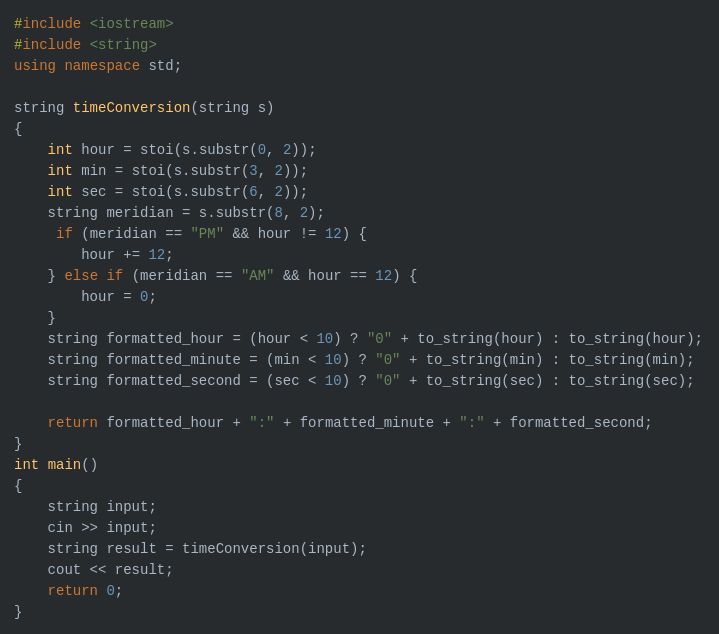 #include <iostream>
#include <string>
using namespace std;

string timeConversion(string s)
{
    int hour = stoi(s.substr(0, 2));
    int min = stoi(s.substr(3, 2));
    int sec = stoi(s.substr(6, 2));
    string meridian = s.substr(8, 2);
     if (meridian == "PM" && hour != 12) {
        hour += 12;
    } else if (meridian == "AM" && hour == 12) {
        hour = 0;
    }
    string formatted_hour = (hour < 10) ? "0" + to_string(hour) : to_string(hour);
    string formatted_minute = (min < 10) ? "0" + to_string(min) : to_string(min);
    string formatted_second = (sec < 10) ? "0" + to_string(sec) : to_string(sec);

    return formatted_hour + ":" + formatted_minute + ":" + formatted_second;
}
int main()
{
    string input;
    cin >> input;
    string result = timeConversion(input);
    cout << result;
    return 0;
}